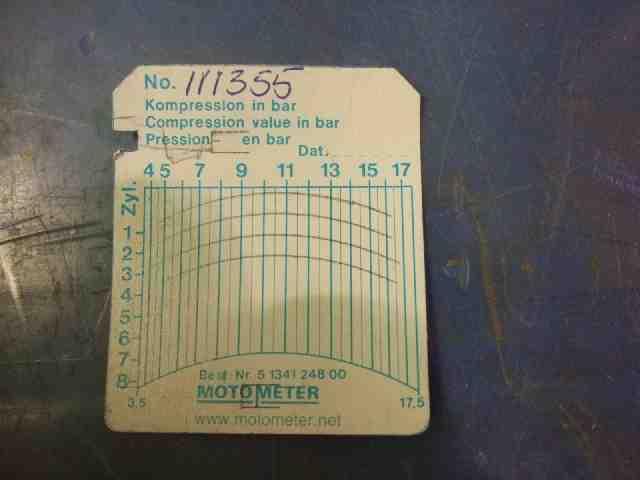 No. 111355
Kompression in bar
Compression value in bar
Pression en bar
Dat.
4 5 7 9 11 13 15 17
Zyl.
1
2
3
4
5
6
7
8
3.5 17.5
Best.-Nr. 5 1341 248 00
MOTO METER
www.motometer.net